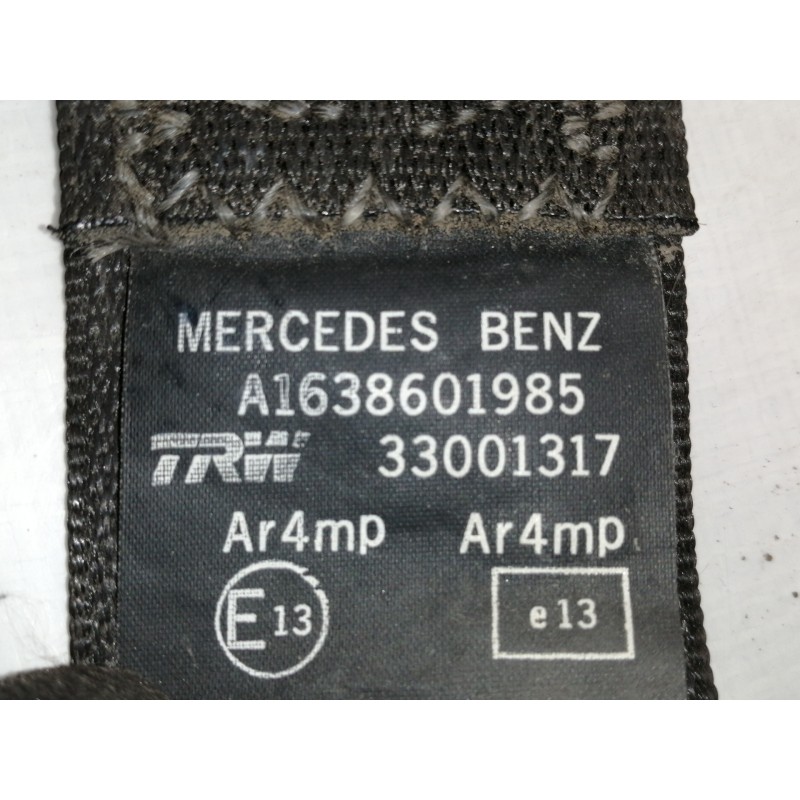 MERCEDES BENZ
A1638601985
TRW 33001317
Ar4mp Ar4mp
E13 e13